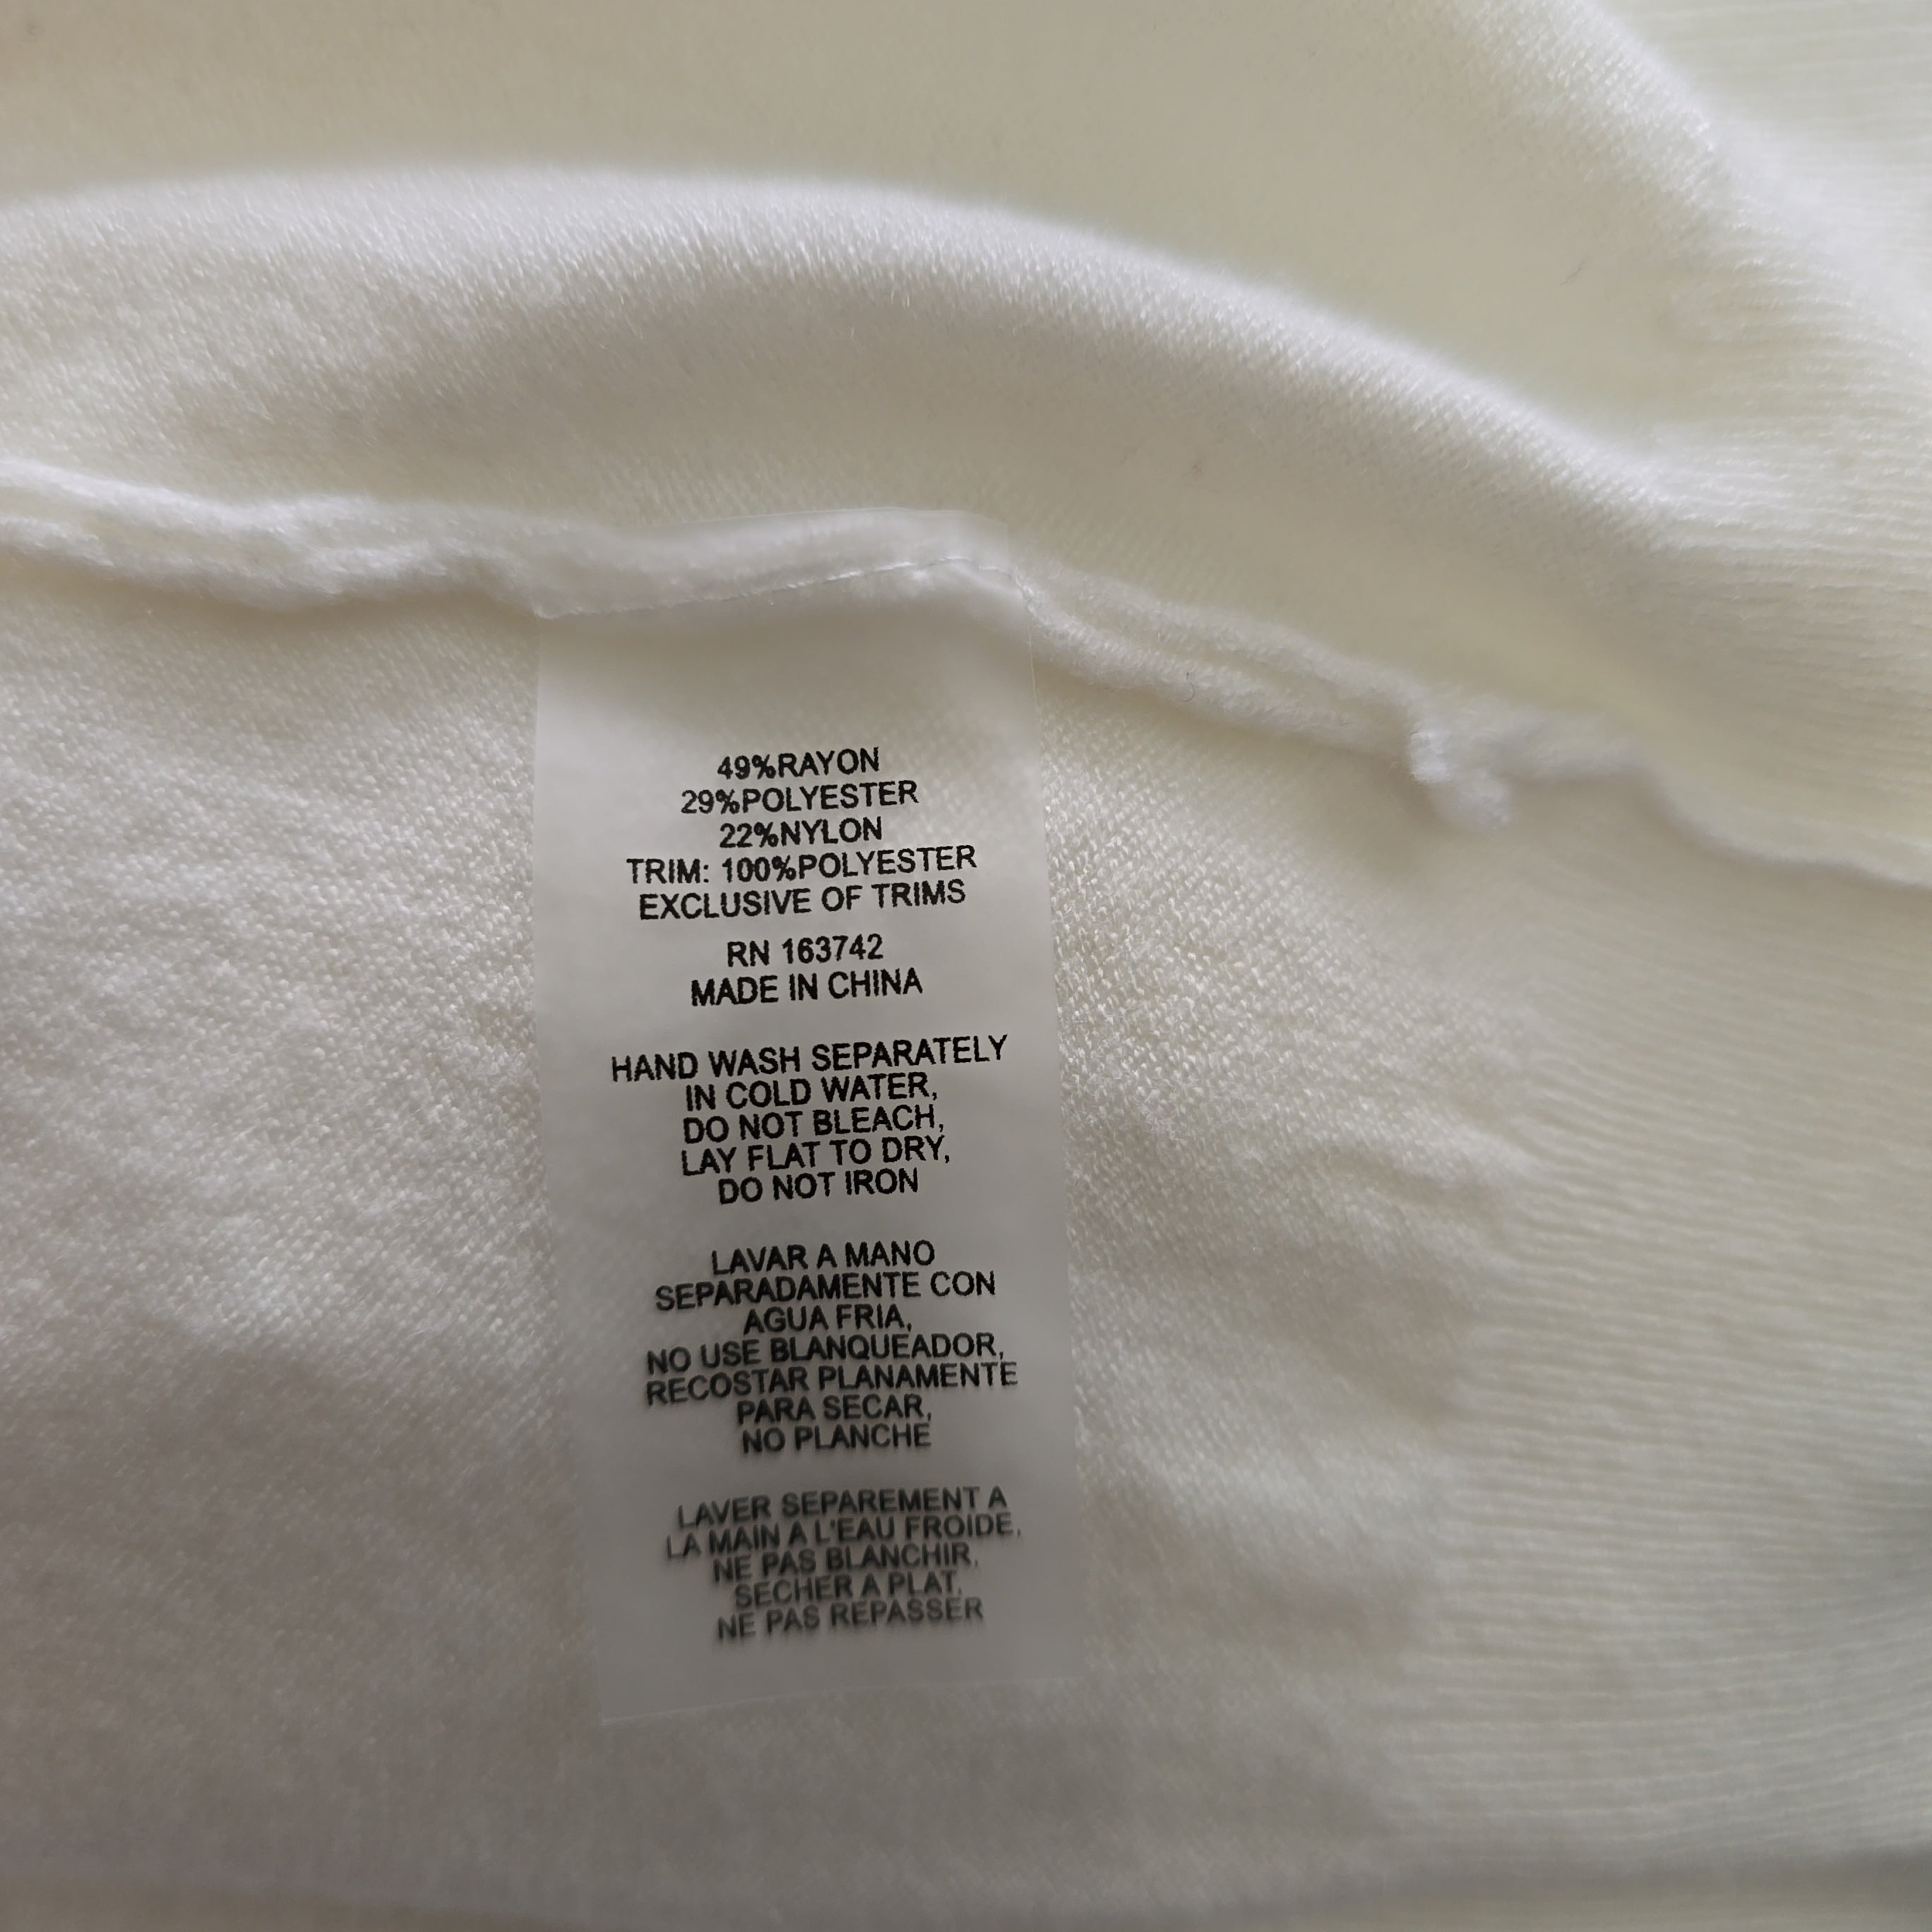 49%RAYON
29%POLYESTER
22%NYLON
TRIM: 100%POLYESTER
EXCLUSIVE OF TRIMS
RN 163742
MADE IN CHINA
HAND WASH SEPARATELY
IN COLD WATER,
DO NOT BLEACH,
LAY FLAT TO DRY,
DO NOT IRON
LAVAR A MANO
SEPARADAMENTE CON
AGUA FRIA,
NO USE BLANQUEADOR,
RECOSTAR PLANAMENTE
PARA SECAR,
NO PLANCHE
LAVER SEPAREMENT A
LA MAIN A L'EAU FROIDE,
NE PAS BLANCHIR,
SECHER A PLAT,
NE PAS REPASSER